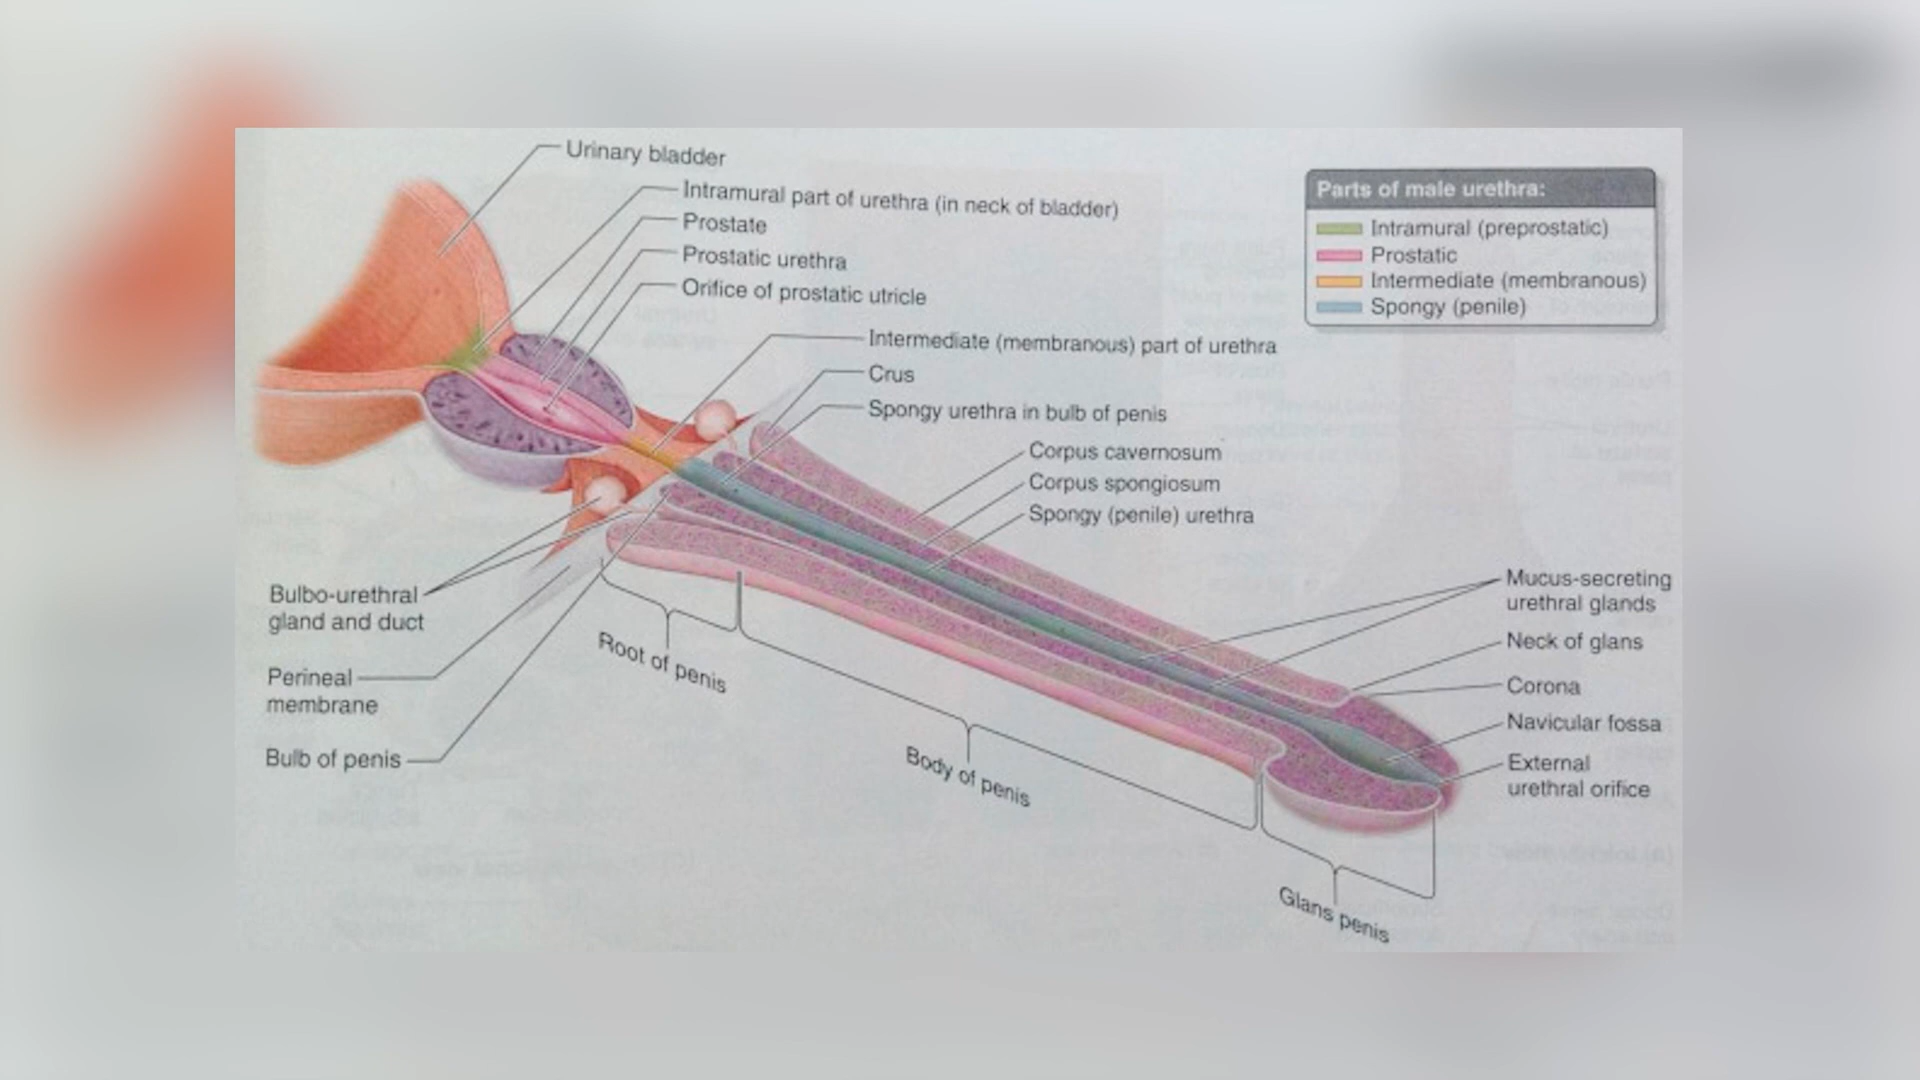 Urinary bladder
Intramural part of urethra (in neck of bladder)
Prostate
Prostatic urethra
Orifice of prostatic utricle
Parts of male urethra:
Intramural (preprostatic)
Prostatic
Intermediate (membranous)
Spongy (penile)
Intermediate (membranous) part of urethra
Crus
Spongy urethra in bulb of penis
Corpus cavernosum
Corpus spongiosum
Spongy (penile) urethra
Bulbo-urethral
gland and duct
Perineal
membrane
Bulb of penis
Root of penis
Body of penis
Glans penis
Mucus-secreting
urethral glands
Neck of glans
Corona
Navicular fossa
External
urethral orifice